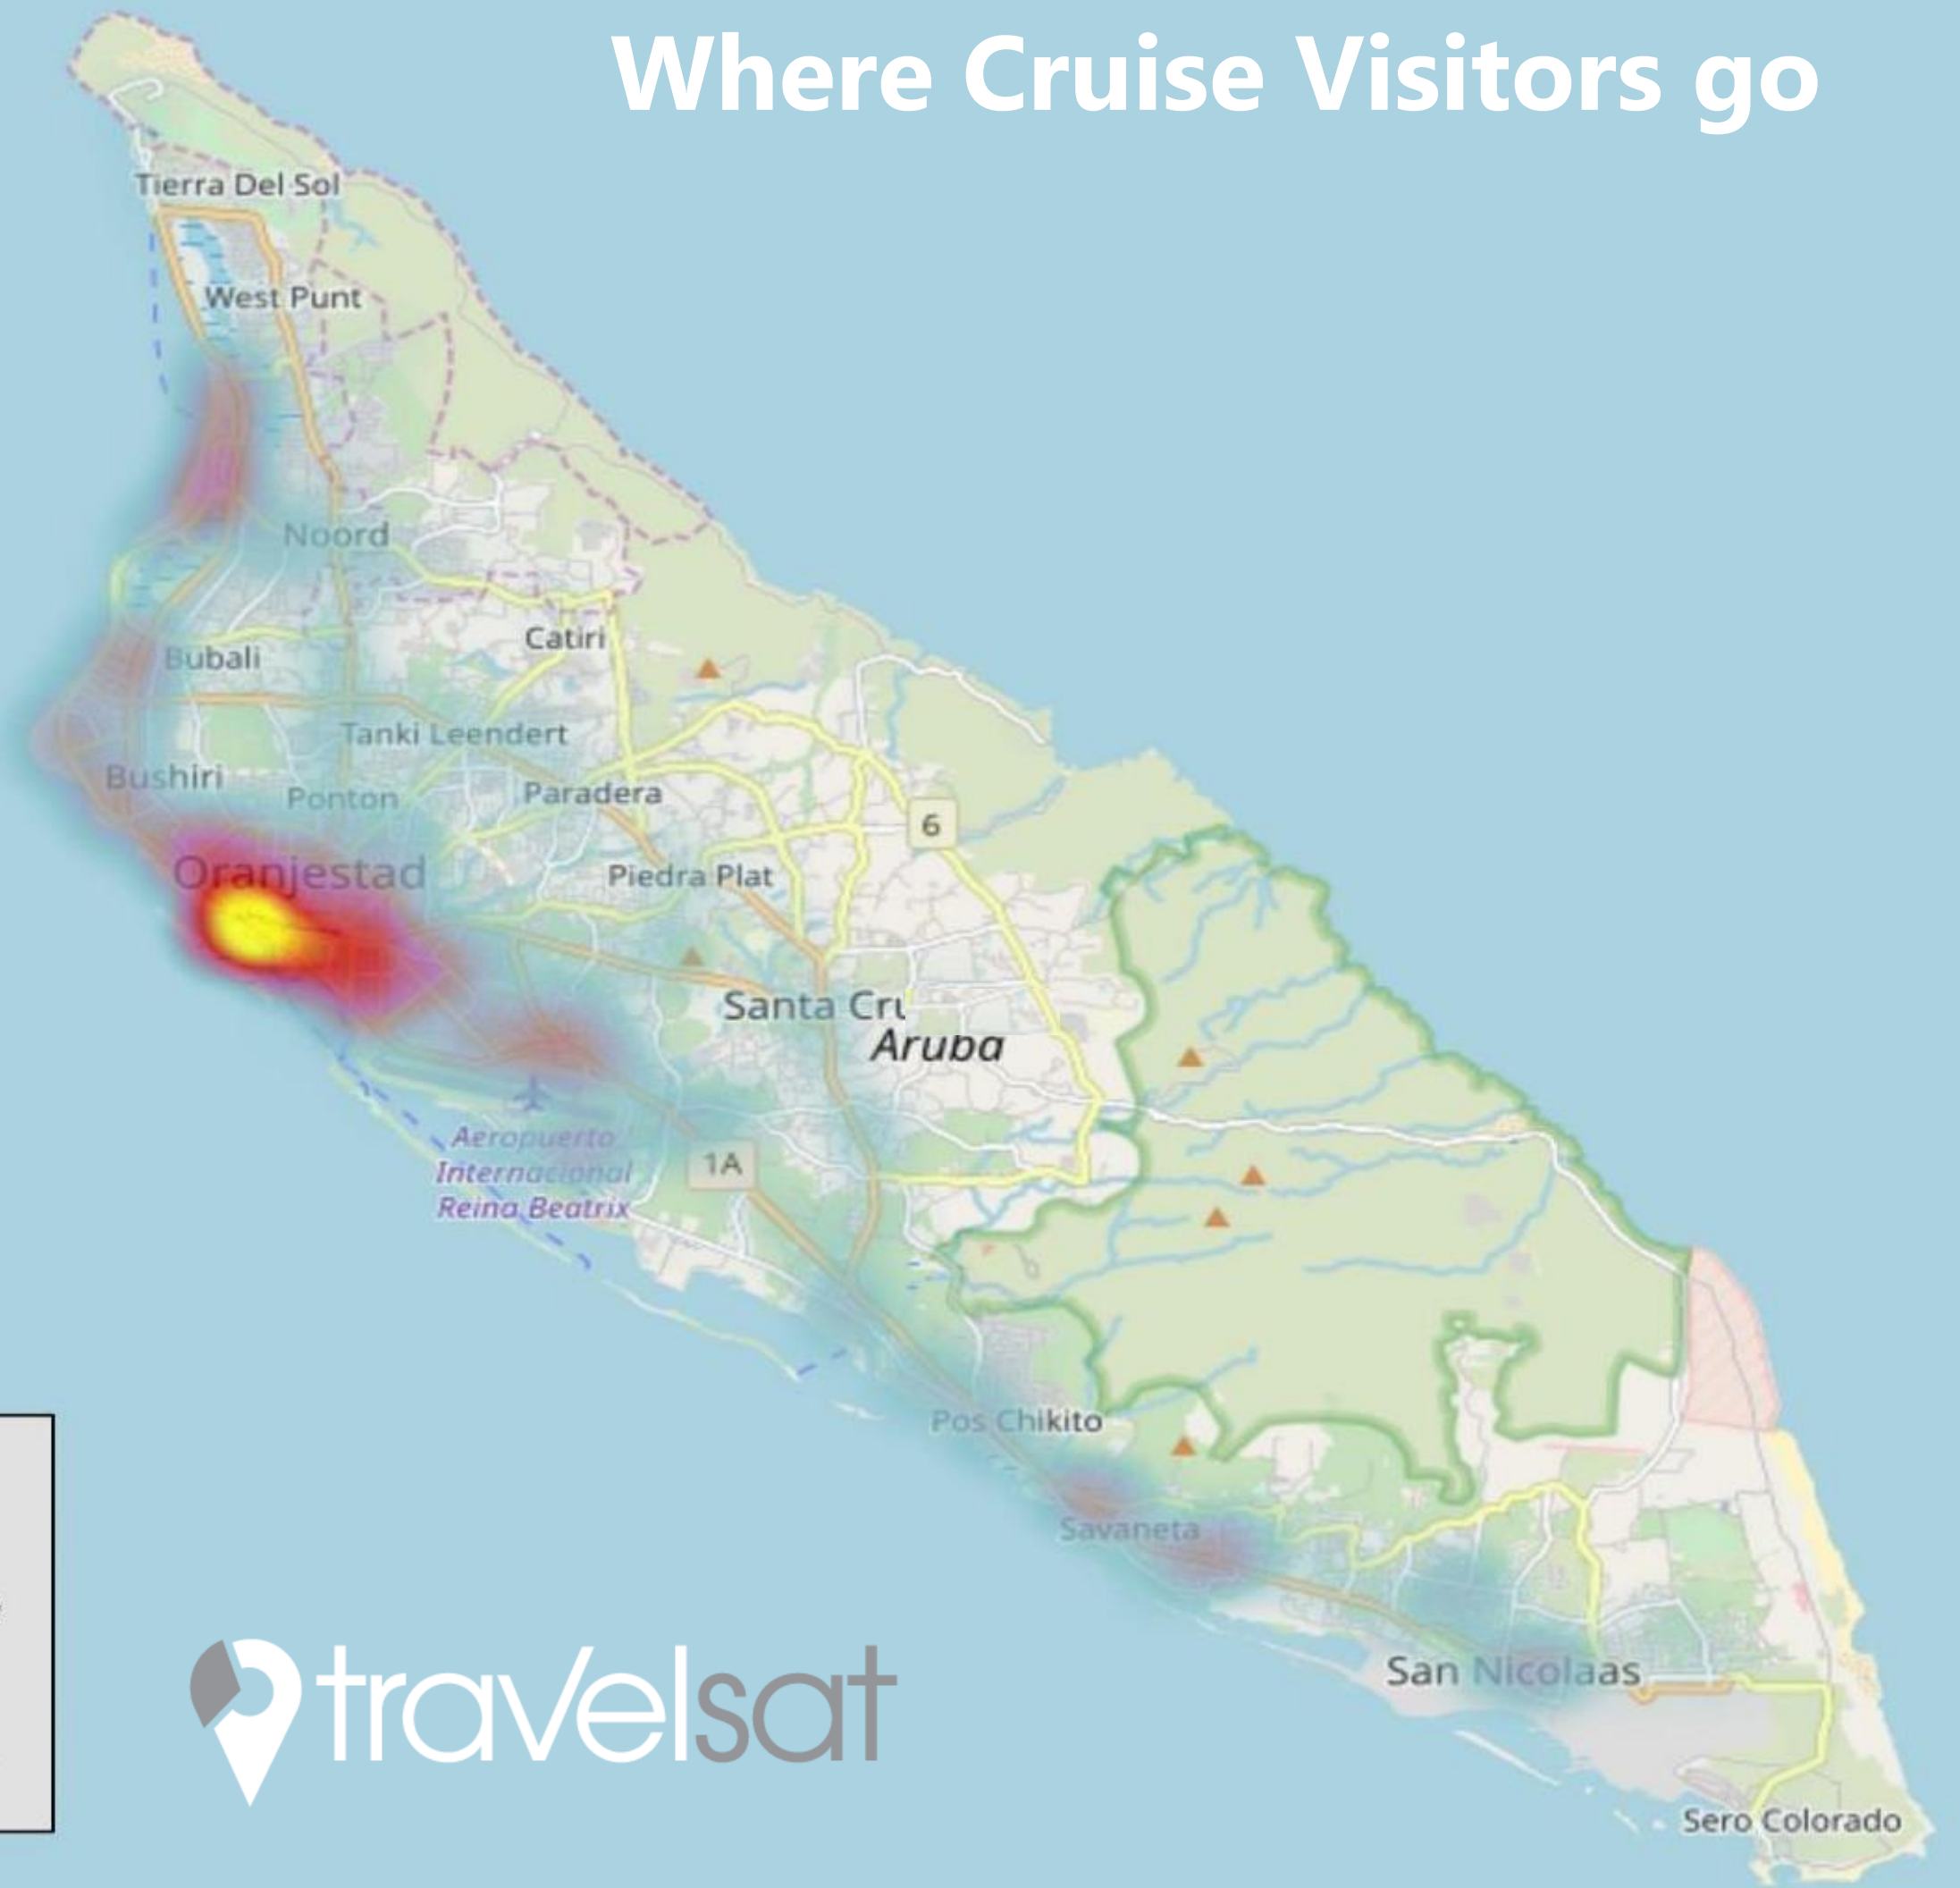 Where Cruise Visitors go
Tierra Del Sol
West Punt
Noord
Catiri
Bubali
Tanki Leendert
Bushiri
Ponton
Paradera
6
Oranjestad
Piedra Plat
Santa Cru
Aruba
Aeropuerto
Internacional
Reina Beatrix
1A
Pos Chikito
Savaneta
San Nicolaas
travelsat
Sero Colorado